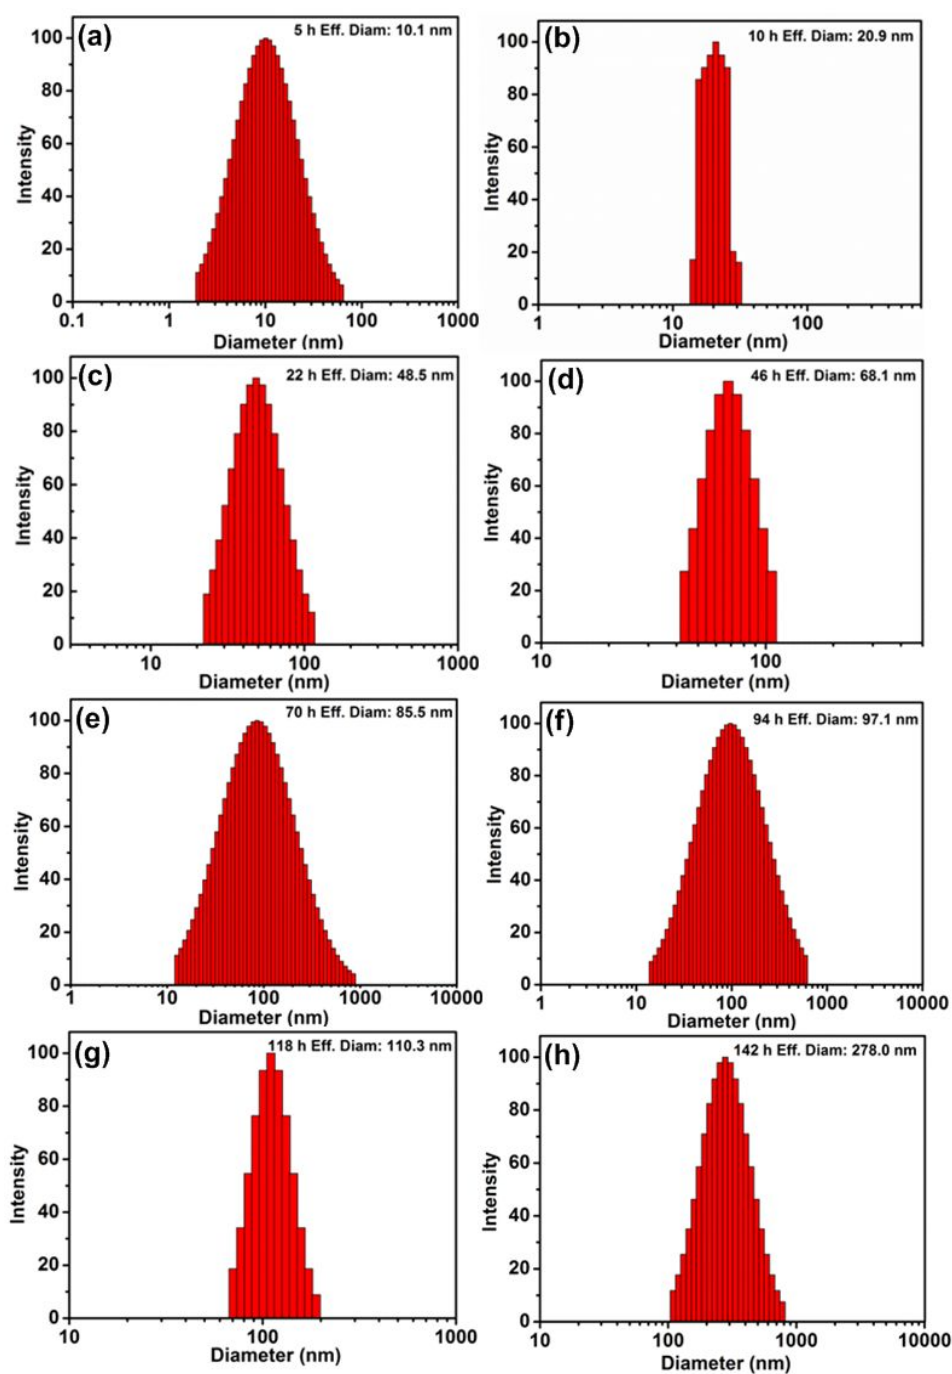 (a)
5 h Eff. Diam: 10.1 nm
100
80
60
40
20
0
Intensity
0.1 1 10 100 1000
Diameter (nm)
(b)
10 h Eff. Diam: 20.9 nm
100
80
60
40
20
0
Intensity
1 10 100
Diameter (nm)
(c)
22 h Eff. Diam: 48.5 nm
100
80
60
40
20
0
Intensity
10 100 1000
Diameter (nm)
(d)
46 h Eff. Diam: 68.1 nm
100
80
60
40
20
0
Intensity
10 100
Diameter (nm)
(e)
70 h Eff. Diam: 85.5 nm
100
80
60
40
20
0
Intensity
1 10 100 1000 10000
Diameter (nm)
(f)
94 h Eff. Diam: 97.1 nm
100
80
60
40
20
0
Intensity
1 10 100 1000 10000
Diameter (nm)
(g)
118 h Eff. Diam: 110.3 nm
100
80
60
40
20
0
Intensity
10 100 1000
Diameter (nm)
(h)
142 h Eff. Diam: 278.0 nm
100
80
60
40
20
0
Intensity
10 100 1000 10000
Diameter (nm)